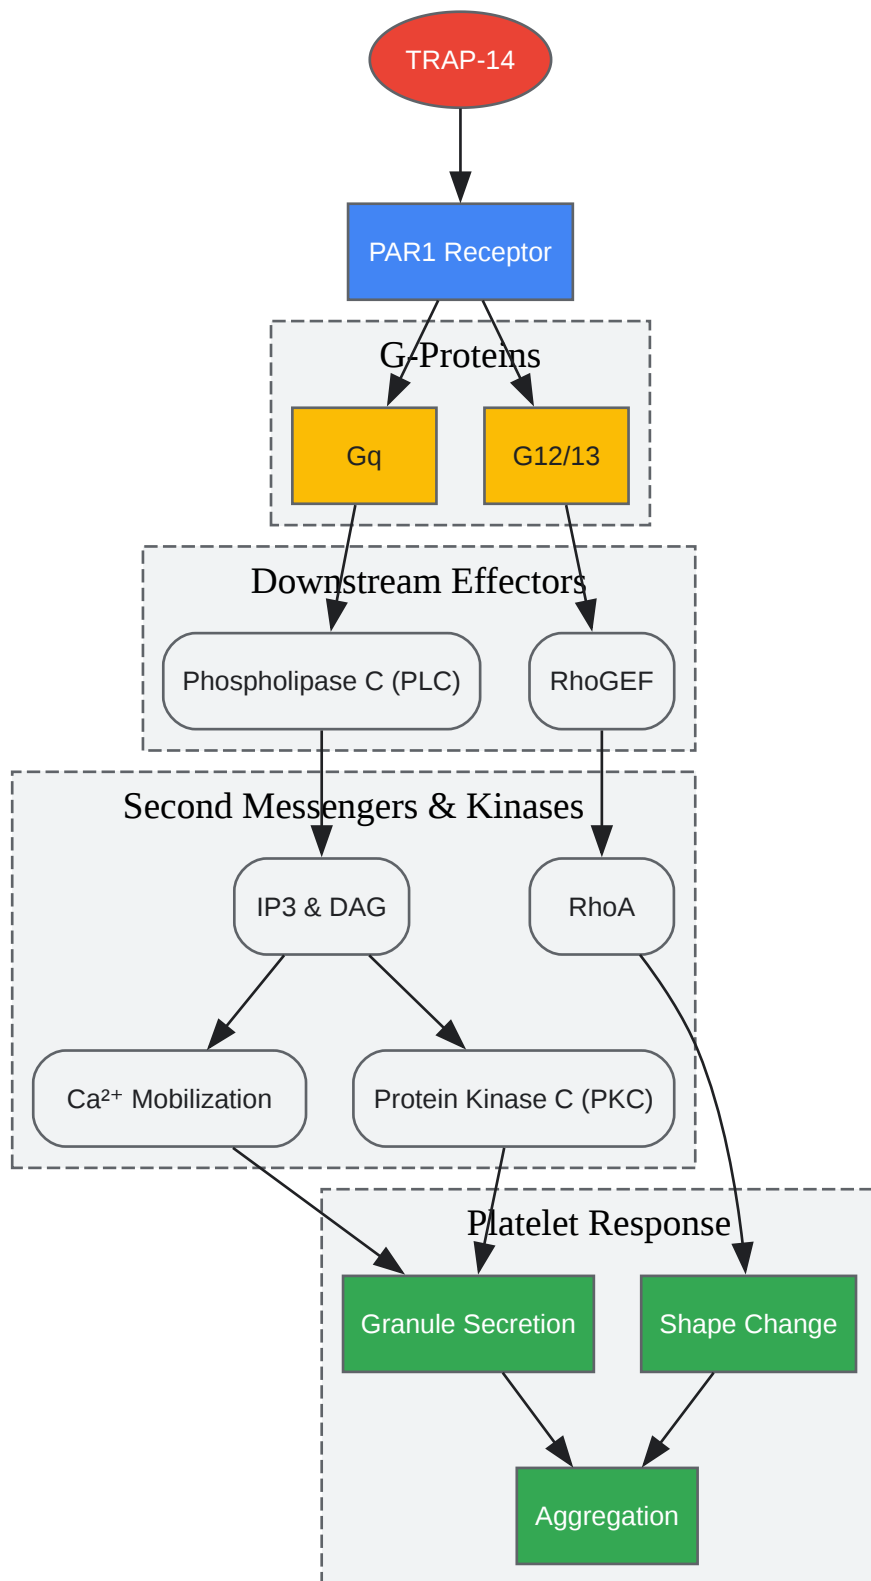 TRAP-14
PAR1 Receptor
G-Proteins
Gq
G12/13
Downstream Effectors
Phospholipase C (PLC)
RhoGEF
Second Messengers & Kinases
IP3 & DAG
RhoA
Ca²⁺ Mobilization
Protein Kinase C (PKC)
Platelet Response
Granule Secretion
Shape Change
Aggregation